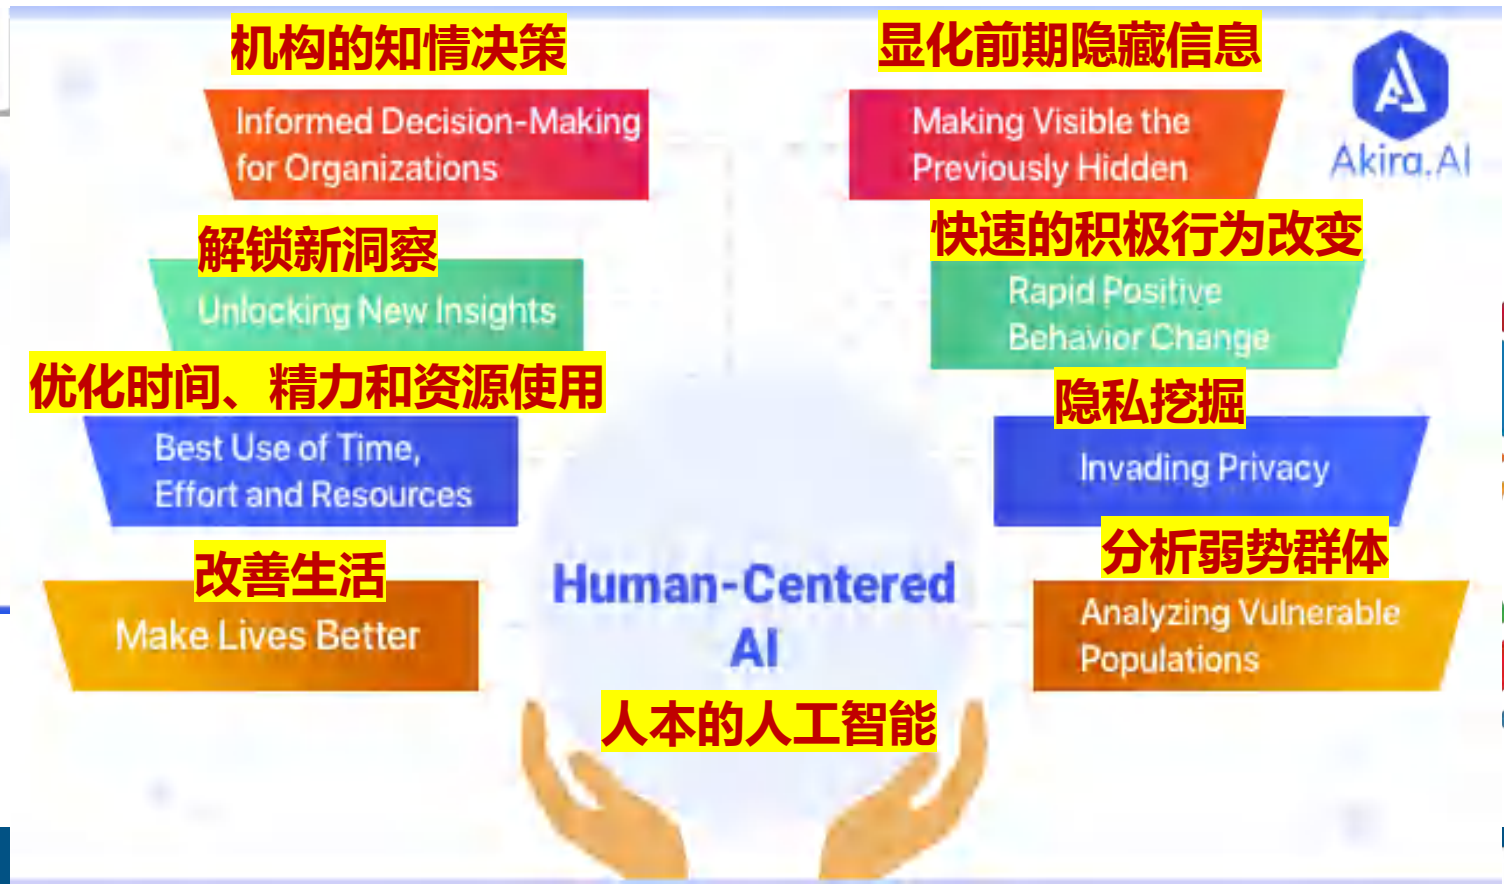 机构的知情决策
Informed Decision-Making
for Organizations
解锁新洞察
Unlocking New Insights
优化时间、精力和资源使用
Best Use of Time,
Effort and Resources
改善生活
Make Lives Better
显化前期隐藏信息
Making Visible the
Previously Hidden
Akira.AI
快速的积极行为改变
Rapid Positive
Behavior Change
隐私挖掘
Invading Privacy
分析弱势群体
Analyzing Vulnerable
Populations
Human-Centered
AI
人本的人工智能